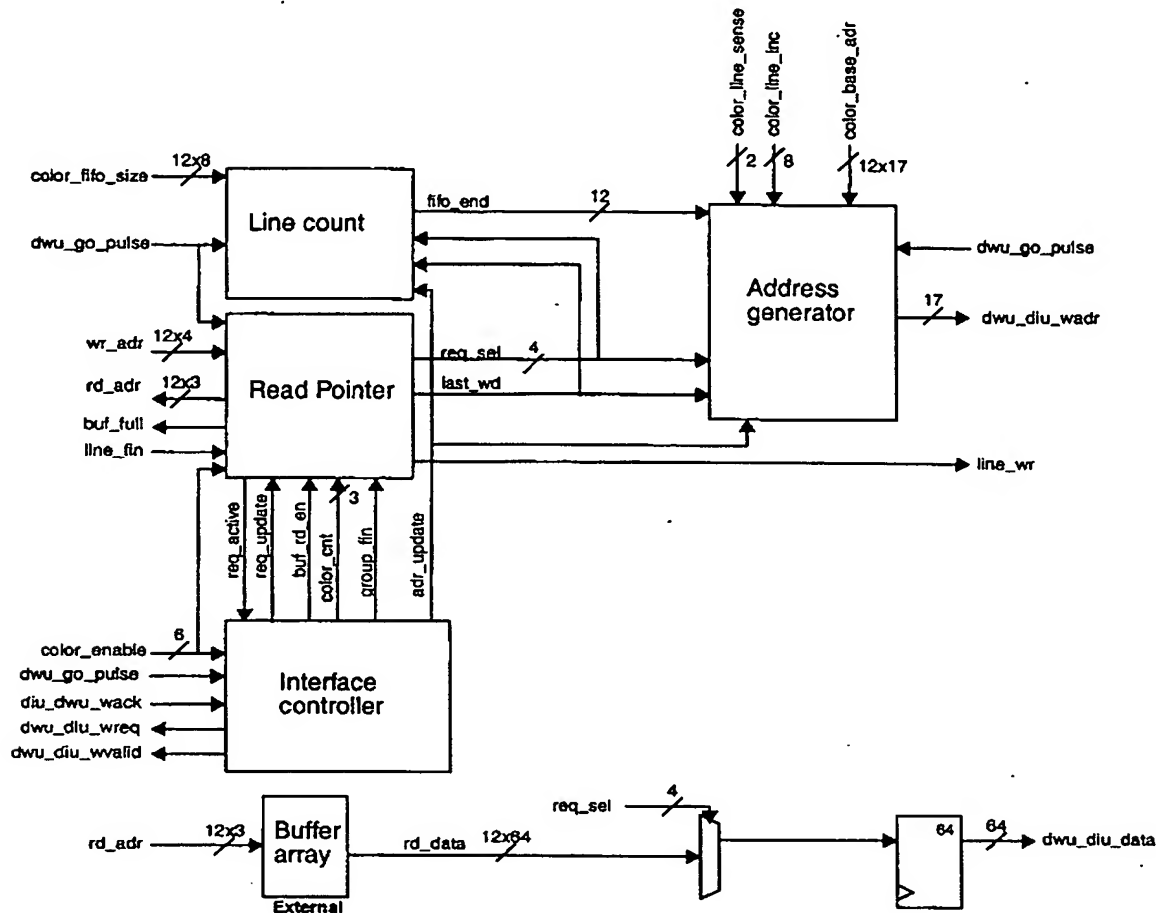 color_line_sense
color_line_inc
color_base_adr
2
8
12x17
color_fifo_size
12x8
Line count
fifo_end
12
dwu_go_pulse
Address
generator
dwu_go_pulse
17
dwu_diu_wadr
wr_adr
12x4
rd_adr
12x3
buf_full
line_fin
Read Pointer
req_sel
4
last_wd
line_wr
req_active
req_update
buf_rd_en
color_cnt
3
group_fin
adr_update
color_enable
6
dwu_go_pulse
diu_dwu_wack
dwu_diu_wreq
dwu_diu_wvalid
Interface
controller
req_sel
4
rd_adr
12x3
Buffer
array
External
rd_data
12x64
64
64
dwu_diu_data